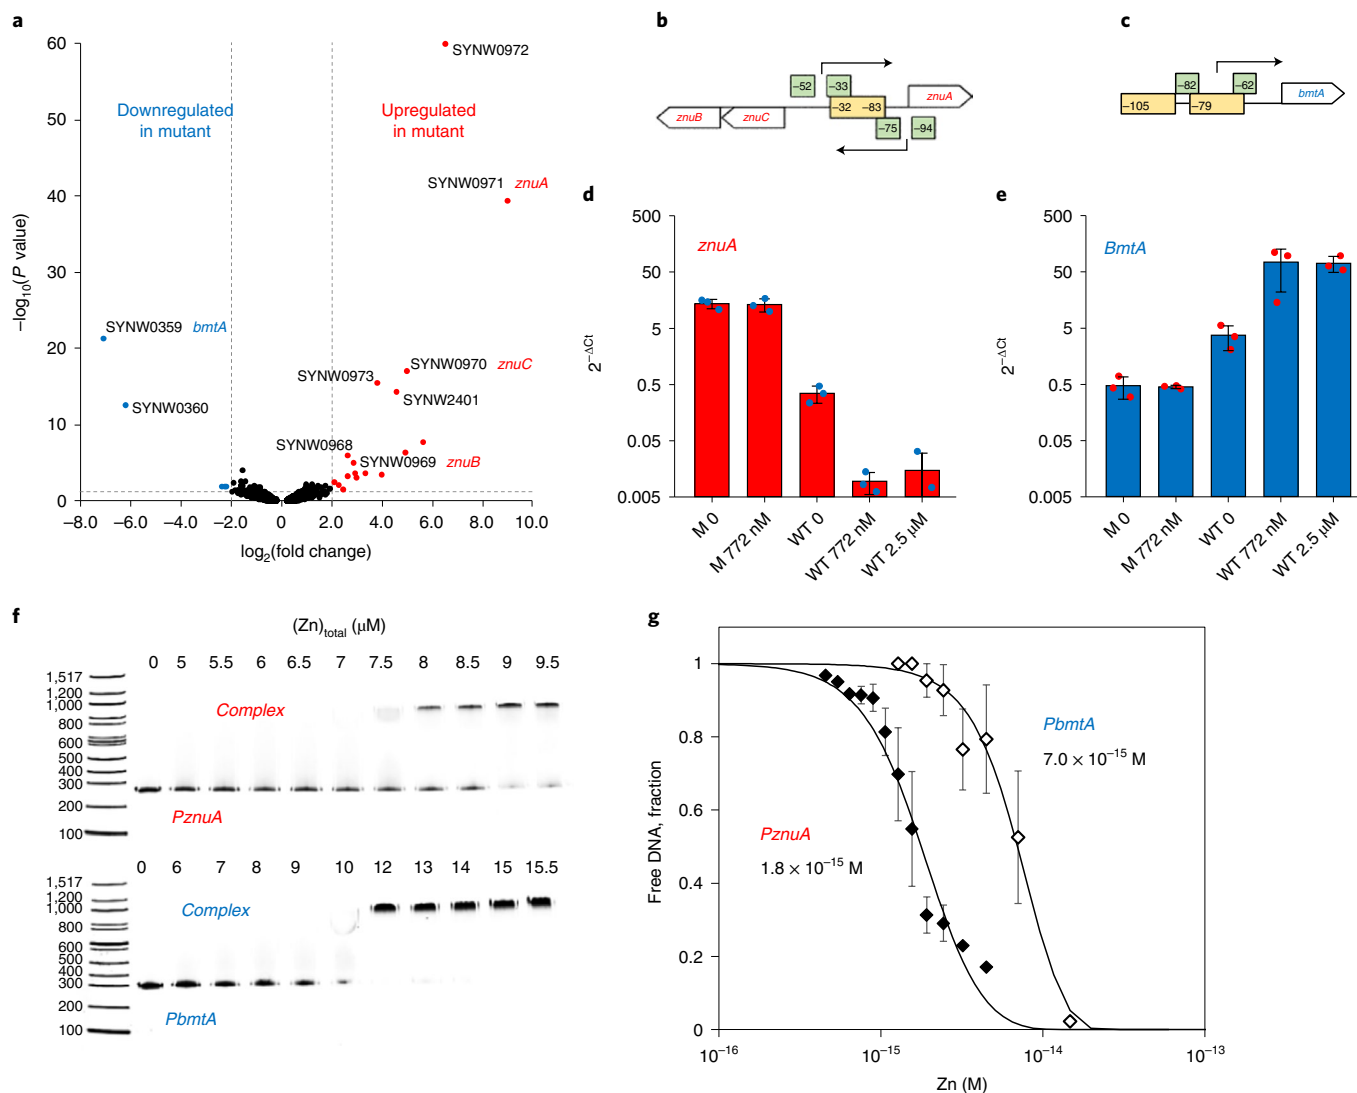 a
60
50
40
30
20
10
0
−log10(P value)
−8.0 −6.0 −4.0 −2.0 0 2.0 4.0 6.0 8.0 10.0
log2(fold change)
Downregulated
in mutant
Upregulated
in mutant
SYNW0972
SYNW0971 znuA
SYNW0359 bmtA
SYNW0360
SYNW0970 znuC
SYNW0973
SYNW2401
SYNW0968
SYNW0969 znuB
b
−52 −33
−32 −83
−75 −94
znuB znuC znuA
c
−82 −62
−105 −79
bmtA
d
znuA
500
50
5
0.5
0.05
0.005
2−ΔCt
M 0
M 772 nM
WT 0
WT 772 nM
WT 2.5 μM
e
BmtA
500
50
5
0.5
0.05
0.005
2−ΔCt
M 0
M 772 nM
WT 0
WT 772 nM
WT 2.5 μM
f
(Zn)total (μM)
0 5 5.5 6 6.5 7 7.5 8 8.5 9 9.5
1,517
1,200
1,000
800
600
500
400
300
200
100
Complex
PznuA
0 6 7 8 9 10 12 13 14 15 15.5
1,517
1,200
1,000
800
600
500
400
300
200
100
Complex
PbmtA
g
1
0.8
0.6
0.4
0.2
0
Free DNA, fraction
PbmtA
7.0 × 10−15 M
PznuA
1.8 × 10−15 M
10−16 10−15 10−14 10−13
Zn (M)